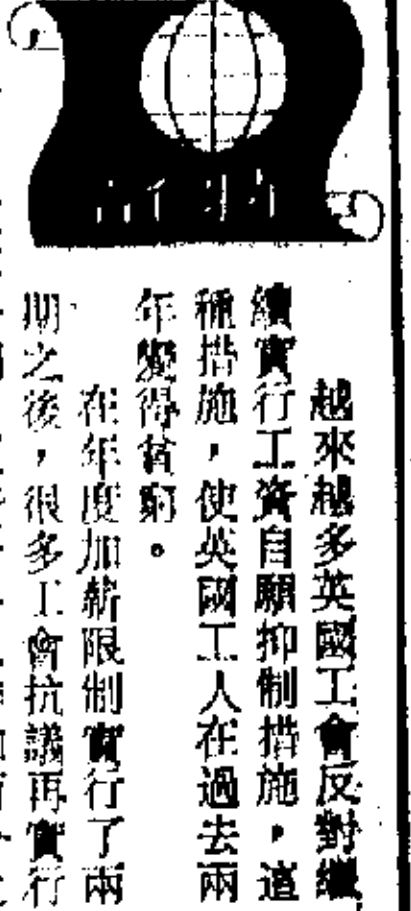 越來越多英國工會反對繼
續實行工資自願抑制措施，這
種措施，使英國工人在過去兩
年變得貧窮。
在年度加薪限制實行了兩
期之後，很多工會抗議再實行